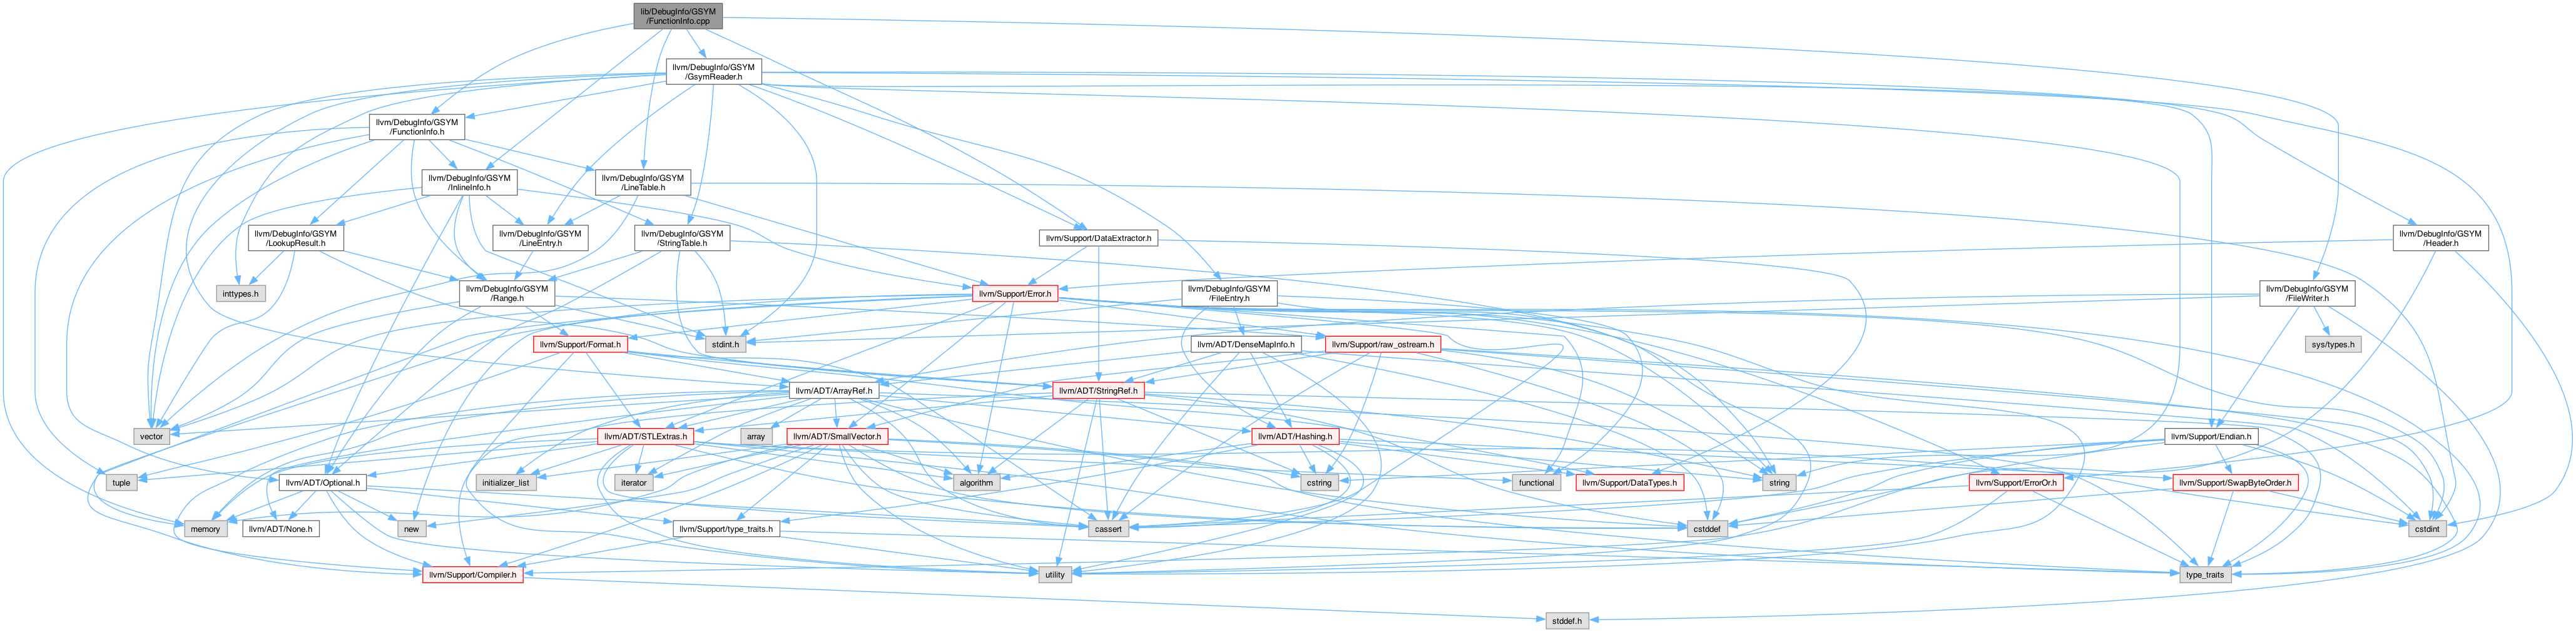 lib/DebugInfo/GSYM
/FunctionInfo.cpp
llvm/DebugInfo/GSYM
/GsymReader.h
llvm/DebugInfo/GSYM
/FunctionInfo.h
llvm/DebugInfo/GSYM
/InlineInfo.h
llvm/DebugInfo/GSYM
/LineTable.h
llvm/DebugInfo/GSYM
/LookupResult.h
llvm/DebugInfo/GSYM
/LineEntry.h
llvm/DebugInfo/GSYM
/StringTable.h
llvm/Support/DataExtractor.h
llvm/DebugInfo/GSYM
/Header.h
inttypes.h
llvm/DebugInfo/GSYM
/Range.h
llvm/Support/Error.h
llvm/DebugInfo/GSYM
/FileEntry.h
llvm/DebugInfo/GSYM
/FileWriter.h
llvm/Support/Format.h
stdint.h
llvm/ADT/DenseMapInfo.h
llvm/Support/raw_ostream.h
sys/types.h
llvm/ADT/ArrayRef.h
llvm/ADT/StringRef.h
vector
llvm/ADT/STLExtras.h
array
llvm/ADT/SmallVector.h
llvm/ADT/Hashing.h
llvm/Support/Endian.h
tuple
llvm/ADT/Optional.h
initializer_list
iterator
algorithm
cstring
functional
llvm/Support/DataTypes.h
string
llvm/Support/ErrorOr.h
llvm/Support/SwapByteOrder.h
memory
llvm/ADT/None.h
new
llvm/Support/type_traits.h
cassert
cstddef
cstdint
llvm/Support/Compiler.h
utility
type_traits
stddef.h